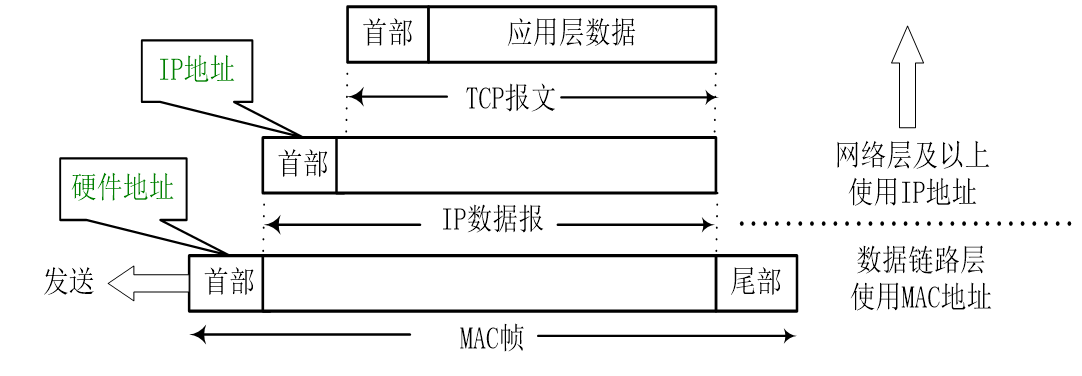 首部
应用层数据
IP地址
TCP报文
首部
网络层及以上
使用IP地址
硬件地址
IP数据报
数据链路层
使用MAC地址
发送
首部
尾部
MAC帧